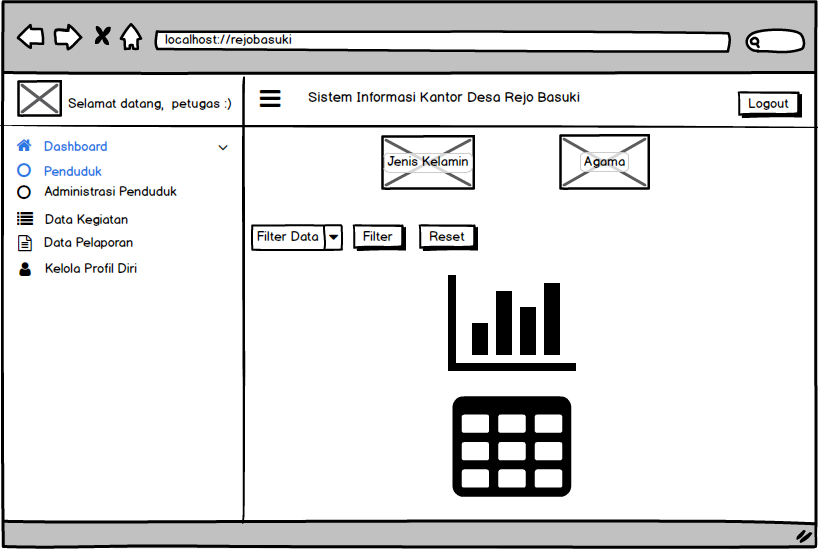 localhost://rejobasuki
Selamat datang, petugas :)
Sistem Informasi Kantor Desa Rejo Basuki
Logout
Dashboard
Penduduk
Administrasi Penduduk
Data Kegiatan
Data Pelaporan
Kelola Profil Diri
Jenis Kelamin
Agama
Filter Data
Filter
Reset